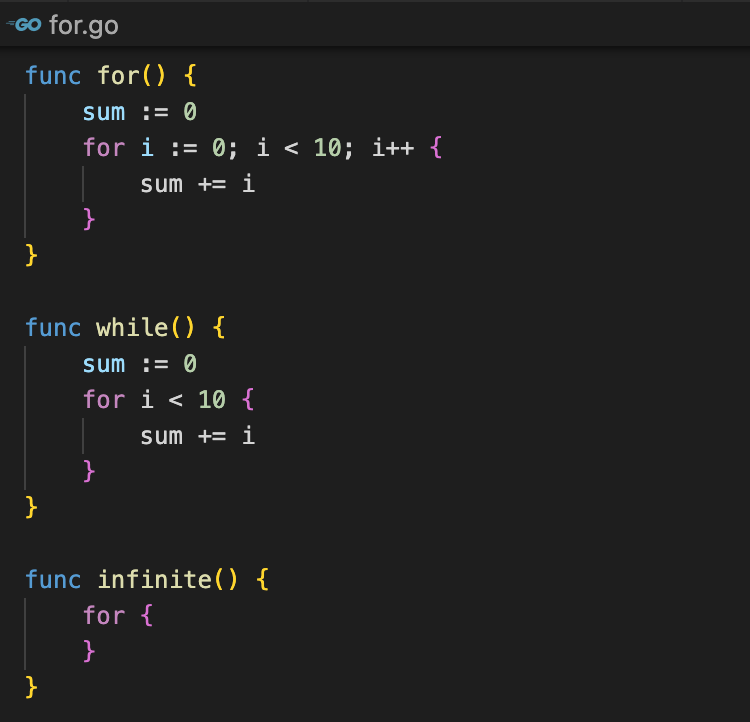 GO for.go
func for() {
    sum := 0
    for i := 0; i < 10; i++ {
        sum += i
    }
}

func while() {
    sum := 0
    for i < 10 {
        sum += i
    }
}

func infinite() {
    for {
    }
}